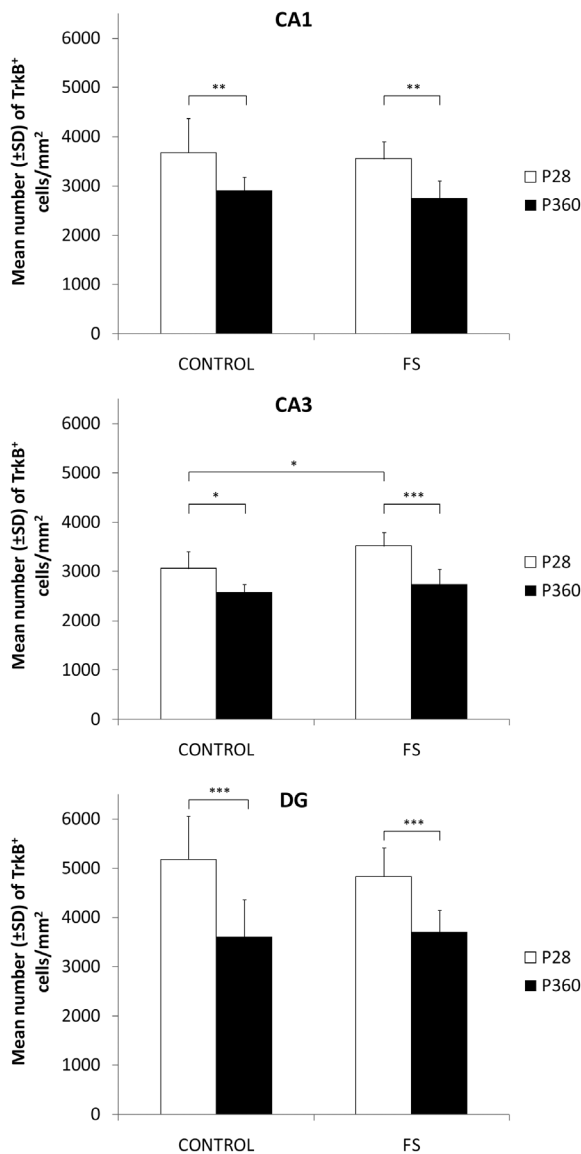 CA1
Mean number (±SD) of TrkB⁺
cells/mm²
6000
5000
4000
3000
2000
1000
0
**
**
P28
P360
CONTROL
FS
CA3
Mean number (±SD) of TrkB⁺
cells/mm²
6000
5000
4000
3000
2000
1000
0
*
*
***
P28
P360
CONTROL
FS
DG
Mean number (±SD) of TrkB⁺
cells/mm²
6000
5000
4000
3000
2000
1000
0
***
***
P28
P360
CONTROL
FS